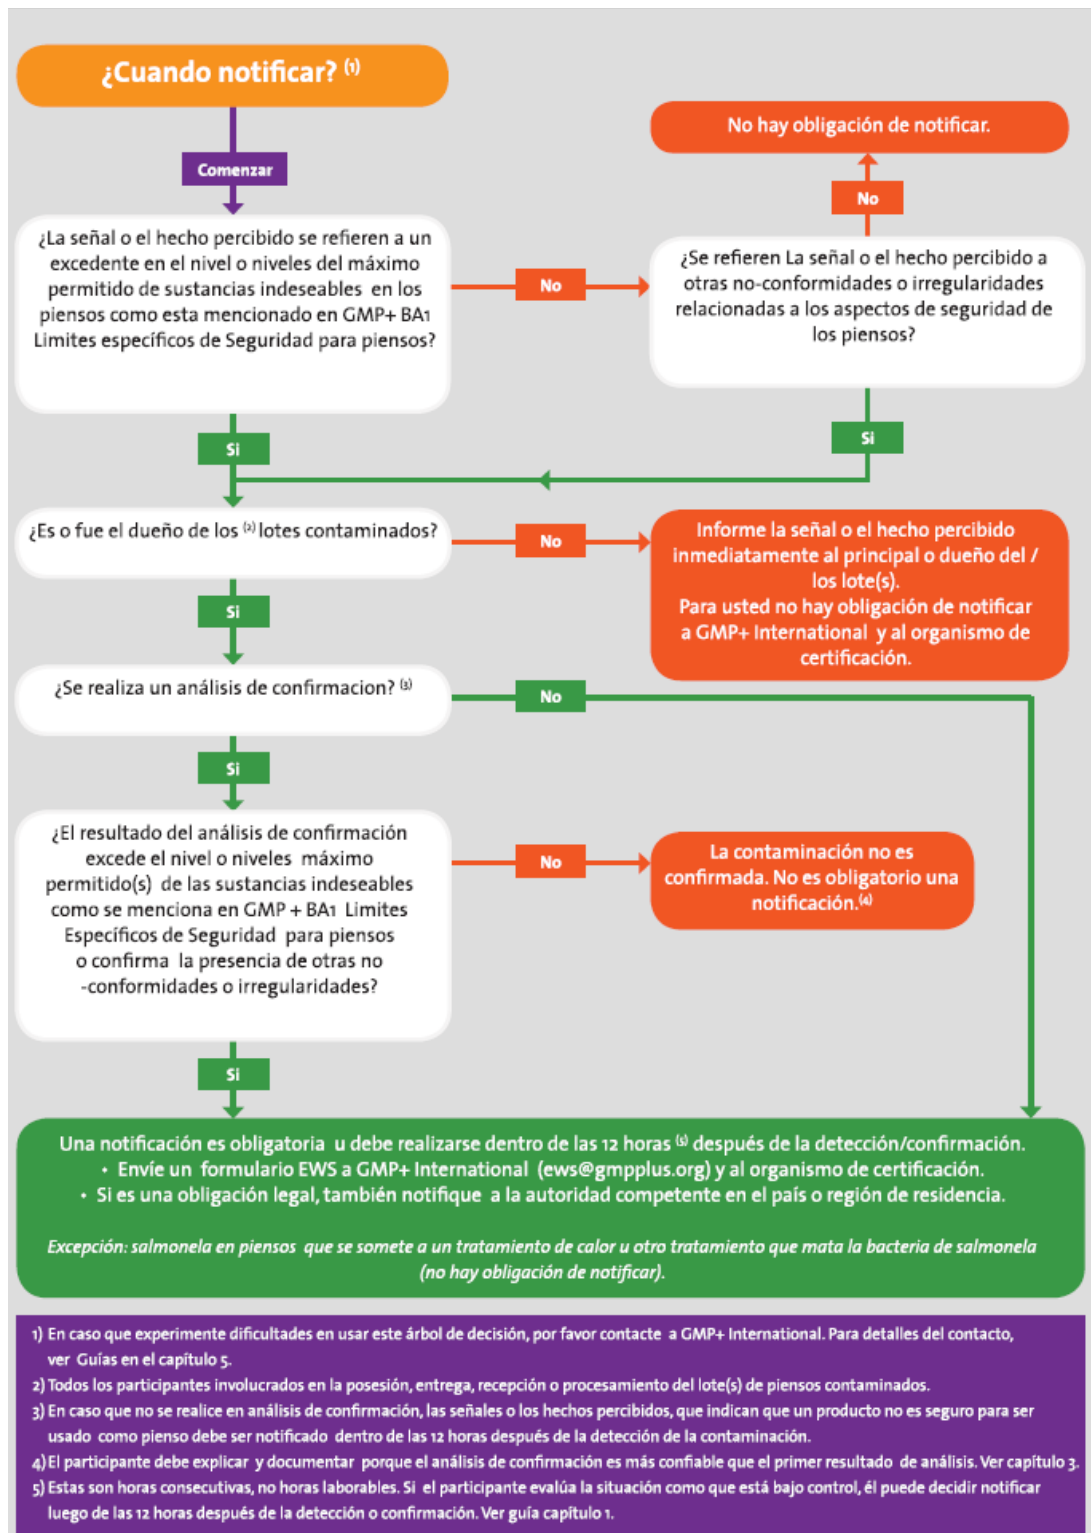 ¿Cuando notificar? (1)
Comenzar
No hay obligación de notificar.
No
¿La señal o el hecho percibido se refieren a un
excedente en el nivel o niveles del máximo
permitido de sustancias indeseables en los
piensos como esta mencionado en GMP+ BA1
Limites específicos de Seguridad para piensos?
No
¿Se refieren La señal o el hecho percibido a
otras no-conformidades o irregularidades
relacionadas a los aspectos de seguridad de
los piensos?
Si
Si
¿Es o fue el dueño de los (2) lotes contaminados?
No
Informe la señal o el hecho percibido
inmediatamente al principal o dueño del /
los lote(s).
Para usted no hay obligación de notificar
a GMP+ International y al organismo de
certificación.
Si
¿Se realiza un análisis de confirmacion? (3)
No
Si
¿El resultado del análisis de confirmación
excede el nivel o niveles máximo
permitido(s) de las sustancias indeseables
como se menciona en GMP + BA1 Limites
Específicos de Seguridad para piensos
o confirma la presencia de otras no
-conformidades o irregularidades?
No
La contaminación no es
confirmada. No es obligatorio una
notificación.(4)
Si
Una notificación es obligatoria u debe realizarse dentro de las 12 horas (5) después de la detección/confirmación.
• Envíe un formulario EWS a GMP+ International (ews@gmpplus.org) y al organismo de certificación.
• Si es una obligación legal, también notifique a la autoridad competente en el país o región de residencia.
Excepción: salmonela en piensos que se somete a un tratamiento de calor u otro tratamiento que mata la bacteria de salmonela
(no hay obligación de notificar).
1) En caso que experimente dificultades en usar este árbol de decisión, por favor contacte a GMP+ International. Para detalles del contacto,
ver Guías en el capítulo 5.
2) Todos los participantes involucrados en la posesión, entrega, recepción o procesamiento del lote(s) de piensos contaminados.
3) En caso que no se realice en análisis de confirmación, las señales o los hechos percibidos, que indican que un producto no es seguro para ser
usado como pienso debe ser notificado dentro de las 12 horas después de la detección de la contaminación.
4) El participante debe explicar y documentar porque el análisis de confirmación es más confiable que el primer resultado de análisis. Ver capítulo 3.
5) Estas son horas consecutivas, no horas laborables. Si el participante evalúa la situación como que está bajo control, él puede decidir notificar
luego de las 12 horas después de la detección o confirmación. Ver guía capítulo 1.